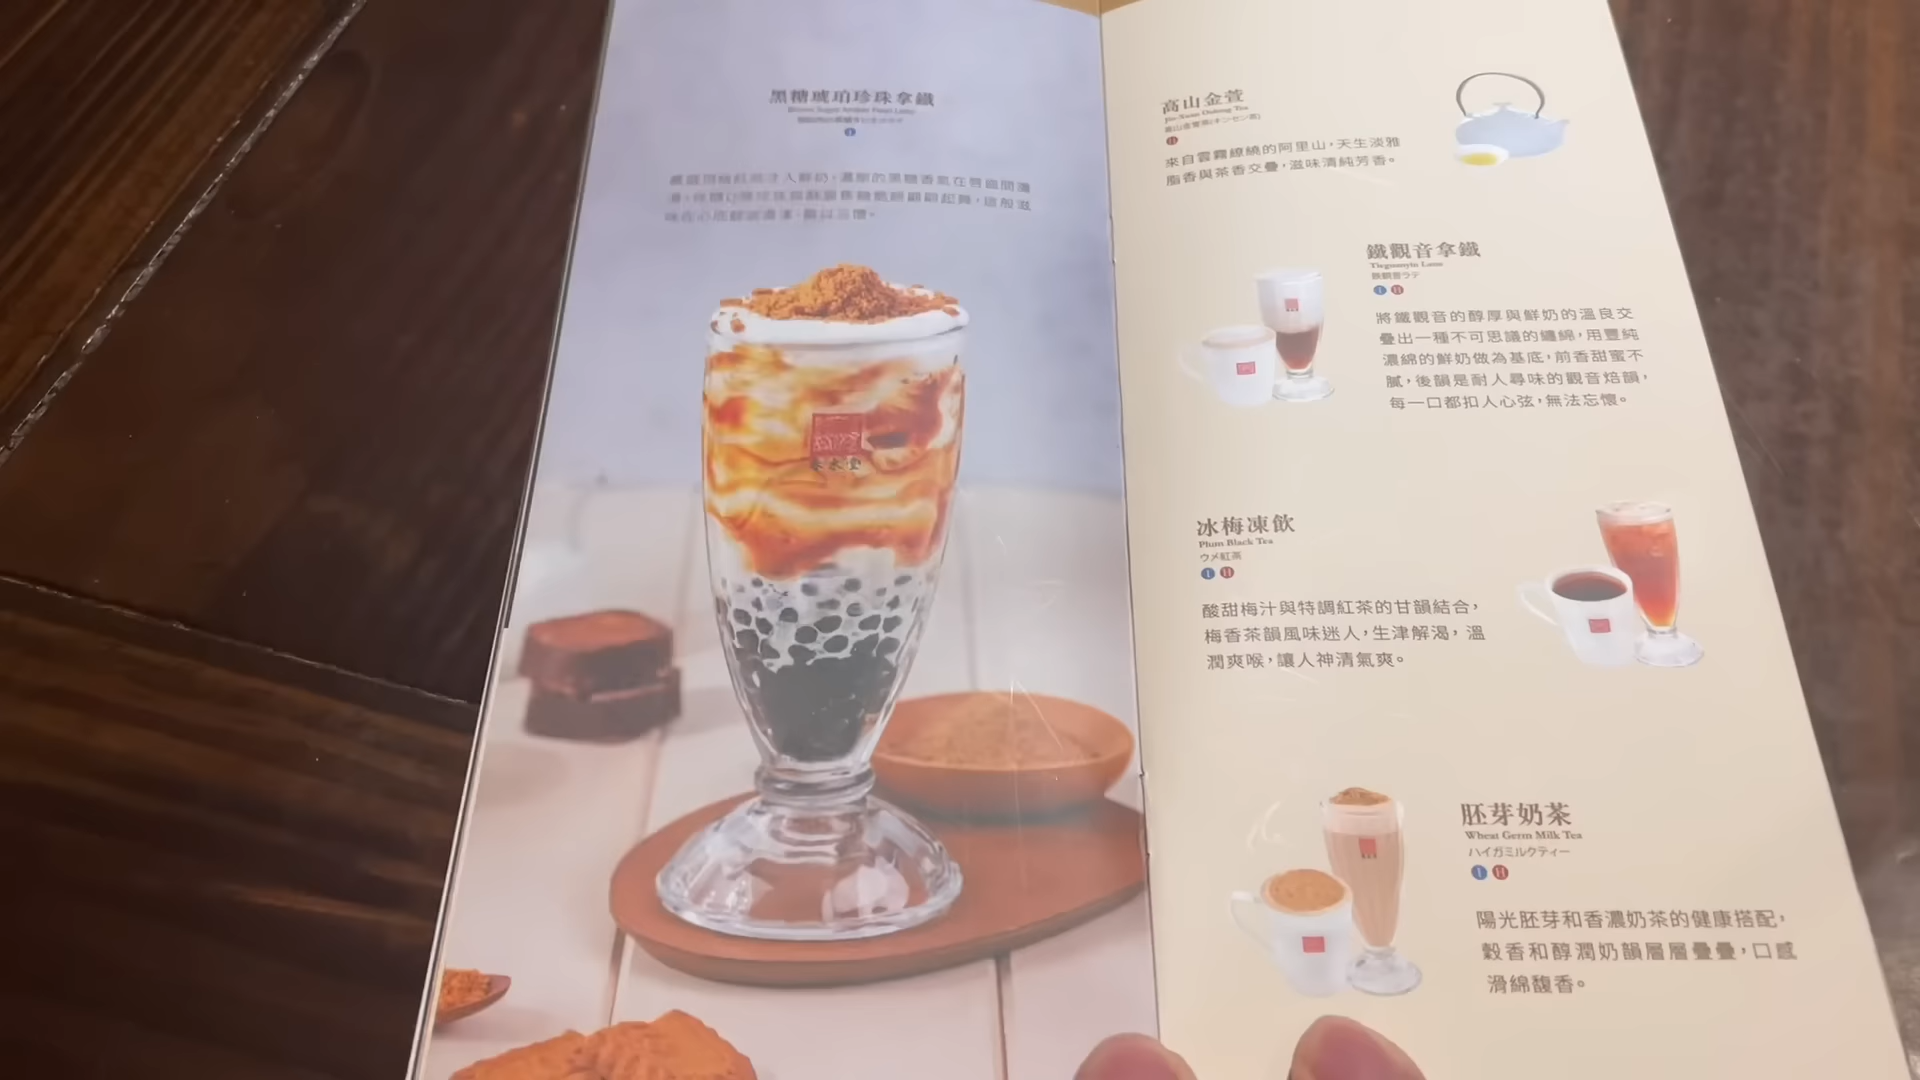 黑糖琥珀珍珠拿鐵
Brown Sugar Amber Pearl Latte
I
春水堂
高山金萱
Jin-Xuan Oolong Tea
H
來自雲霧繚繞的阿里山，天生淡雅
脂香與茶香交疊，滋味清純芳香。
鐵觀音拿鐵
Tieguanyin Latte
鉄観音ラテ
I H
將鐵觀音的醇厚與鮮奶的溫良交
疊出一種不可思議的纏綿，用豐純
濃綿的鮮奶做為基底，前香甜蜜不
膩，後韻是耐人尋味的觀音焙韻，
每一口都扣人心弦，無法忘懷。
冰梅凍飲
Plum Black Tea
ウメ紅茶
I H
酸甜梅汁與特調紅茶的甘韻結合，
梅香茶韻風味迷人，生津解渴，溫
潤爽喉，讓人神清氣爽。
胚芽奶茶
Wheat Germ Milk Tea
ハイガミルクティー
I H
陽光胚芽和香濃奶茶的健康搭配，
穀香和醇潤奶韻層層疊疊，口感
滑綿馥香。